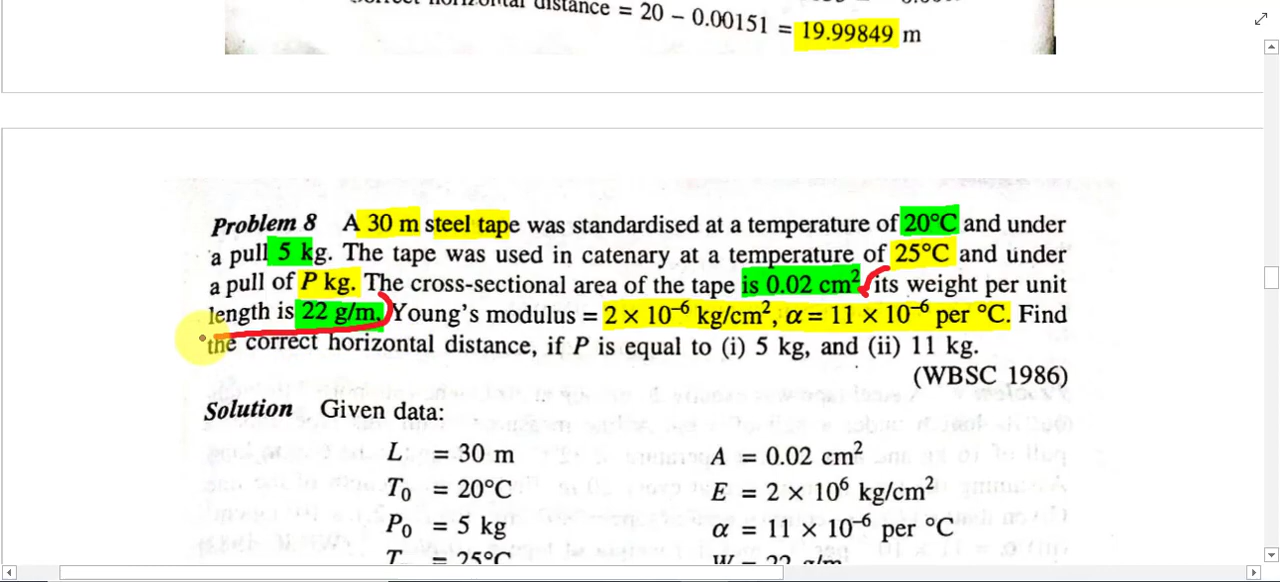 distance = 20 – 0.00151 = 19.99849 m
Problem 8 A 30 m steel tape was standardised at a temperature of 20°C and under
a pull 5 kg. The tape was used in catenary at a temperature of 25°C and under
a pull of P kg. The cross-sectional area of the tape is 0.02 cm², its weight per unit
length is 22 g/m, Young's modulus = 2 × 10⁻⁶ kg/cm², α = 11 × 10⁻⁶ per °C. Find
the correct horizontal distance, if P is equal to (i) 5 kg, and (ii) 11 kg.
(WBSC 1986)
Solution Given data:
L = 30 m A = 0.02 cm²
T₀ = 20°C E = 2 × 10⁶ kg/cm²
P₀ = 5 kg α = 11 × 10⁻⁶ per °C
T = 25°C W = 22 g/m